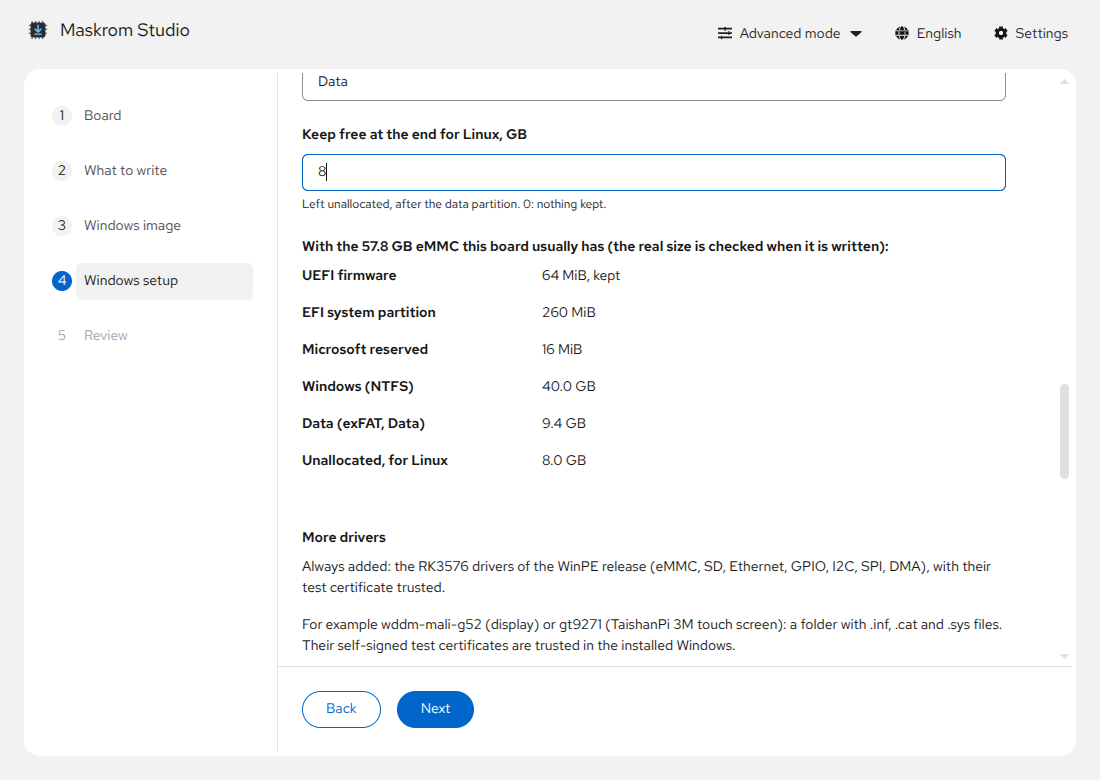 Maskrom Studio
Advanced mode
English
Settings
1 Board
2 What to write
3 Windows image
4 Windows setup
5 Review
Data
Keep free at the end for Linux, GB
8
Left unallocated, after the data partition. 0: nothing kept.
With the 57.8 GB eMMC this board usually has (the real size is checked when it is written):
UEFI firmware 64 MiB, kept
EFI system partition 260 MiB
Microsoft reserved 16 MiB
Windows (NTFS) 40.0 GB
Data (exFAT, Data) 9.4 GB
Unallocated, for Linux 8.0 GB
More drivers
Always added: the RK3576 drivers of the WinPE release (eMMC, SD, Ethernet, GPIO, I2C, SPI, DMA), with their
test certificate trusted.
For example wddm-mali-g52 (display) or gt9271 (TaishanPi 3M touch screen): a folder with .inf, .cat and .sys files.
Their self-signed test certificates are trusted in the installed Windows.
Back
Next